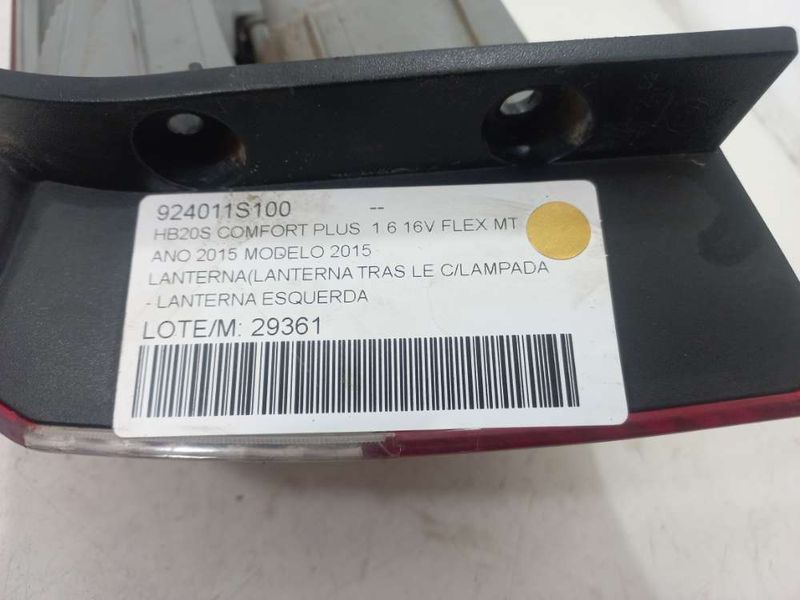 924011S100 --
HB20S COMFORT PLUS 1 6 16V FLEX MT
ANO 2015 MODELO 2015
LANTERNA(LANTERNA TRAS LE C/LAMPADA
- LANTERNA ESQUERDA
LOTE/M: 29361